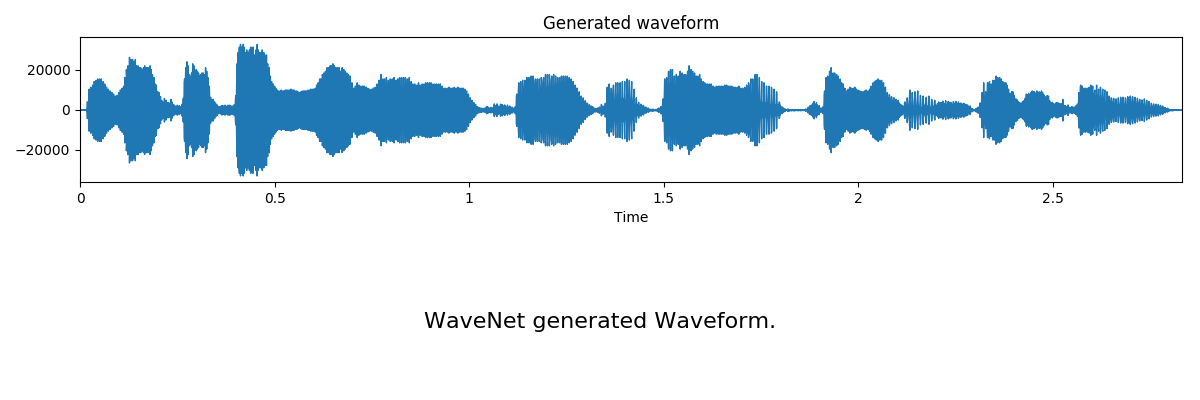 Generated waveform
20000
0
−20000
0 0.5 1 1.5 2 2.5
Time
WaveNet generated Waveform.